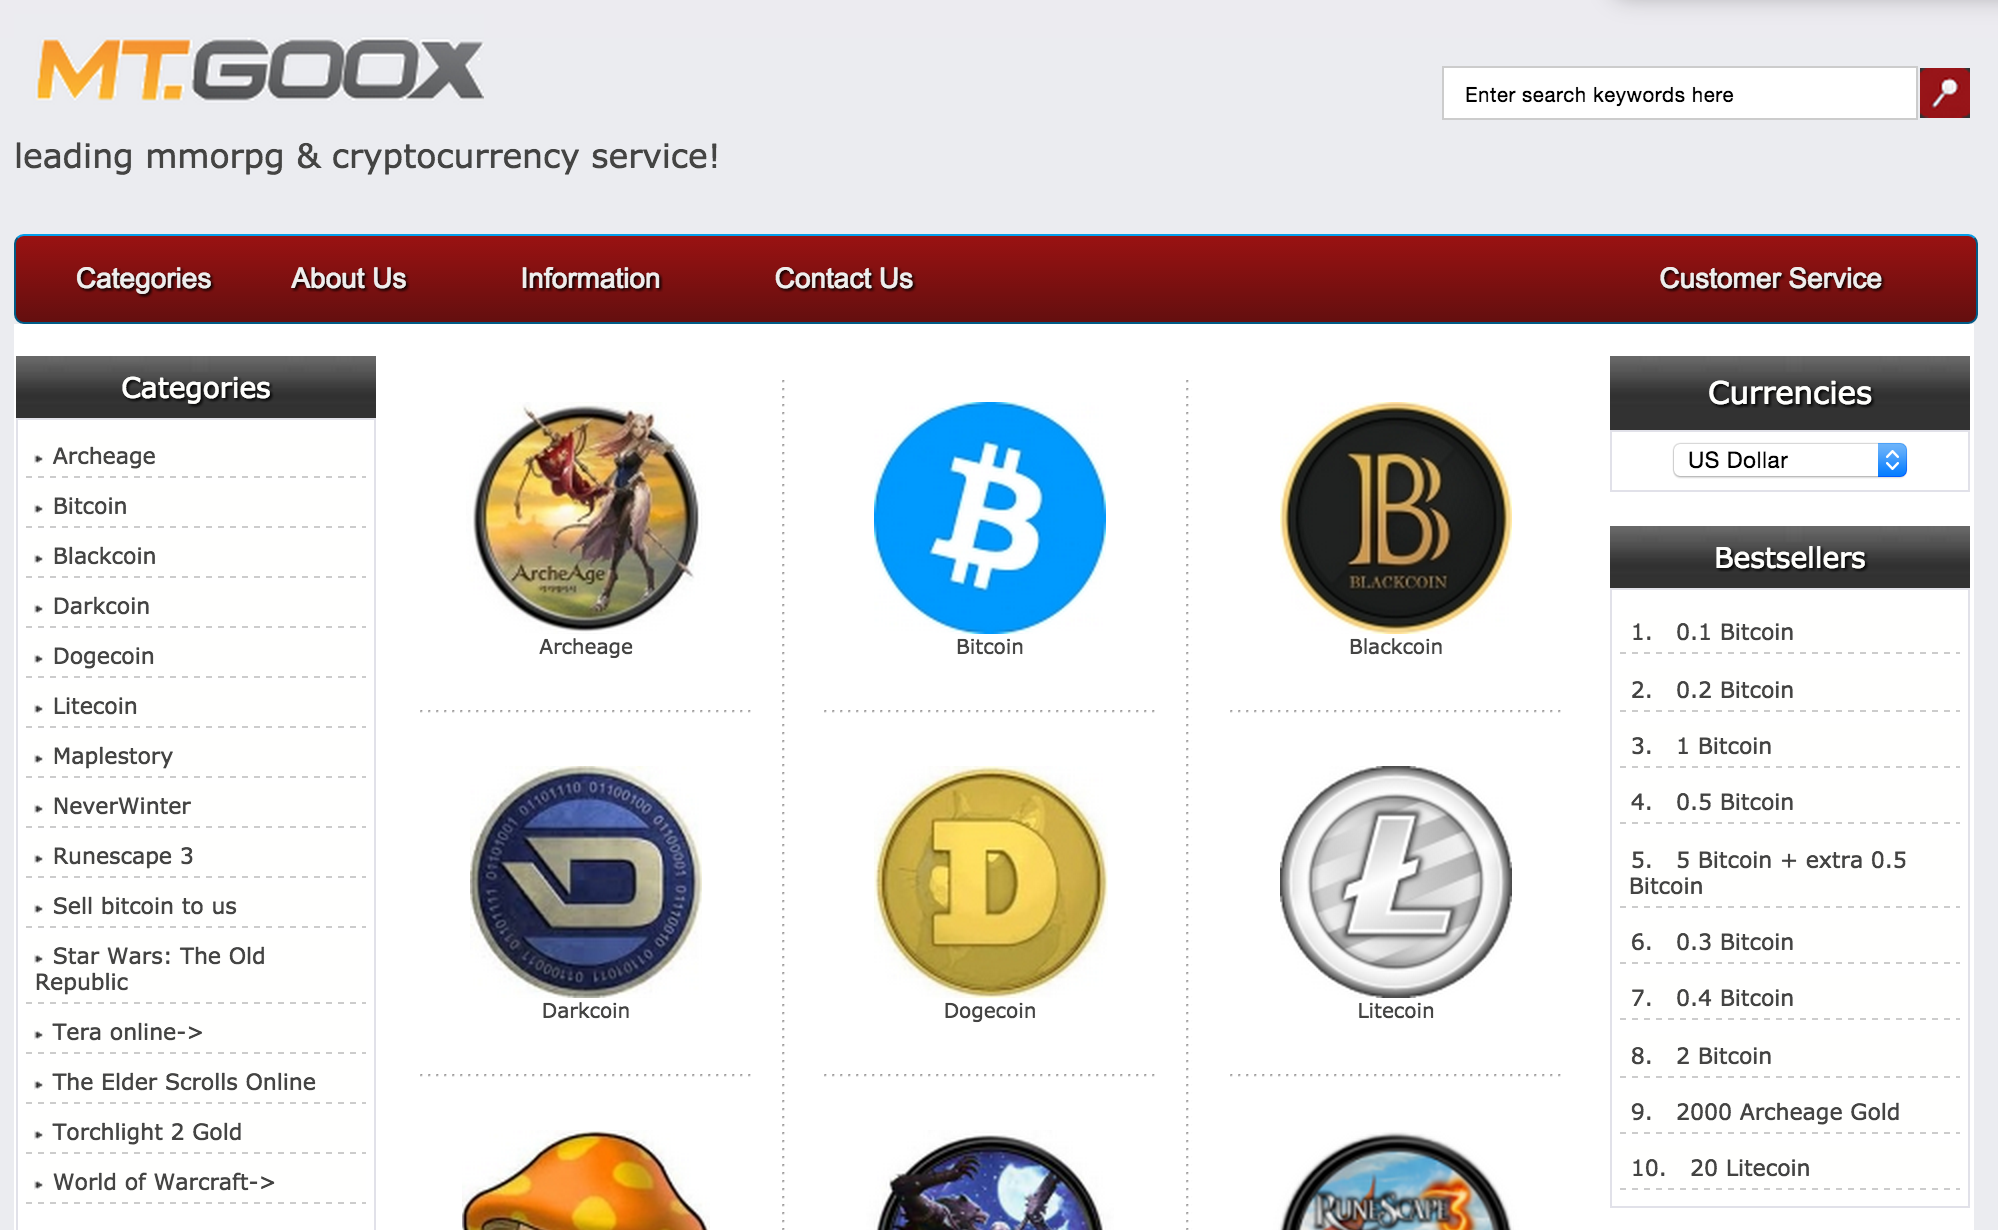 MT.GOOX
leading mmorpg & cryptocurrency service!
Enter search keywords here
Categories
About Us
Information
Contact Us
Customer Service
Categories
Archeage
Bitcoin
Blackcoin
Darkcoin
Dogecoin
Litecoin
Maplestory
NeverWinter
Runescape 3
Sell bitcoin to us
Star Wars: The Old
Republic
Tera online->
The Elder Scrolls Online
Torchlight 2 Gold
World of Warcraft->
ArcheAge
Archeage
Bitcoin
BLACKCOIN
Blackcoin
Darkcoin
Dogecoin
Litecoin
RUNESCAPE 3
Currencies
US Dollar
Bestsellers
1. 0.1 Bitcoin
2. 0.2 Bitcoin
3. 1 Bitcoin
4. 0.5 Bitcoin
5. 5 Bitcoin + extra 0.5
Bitcoin
6. 0.3 Bitcoin
7. 0.4 Bitcoin
8. 2 Bitcoin
9. 2000 Archeage Gold
10. 20 Litecoin